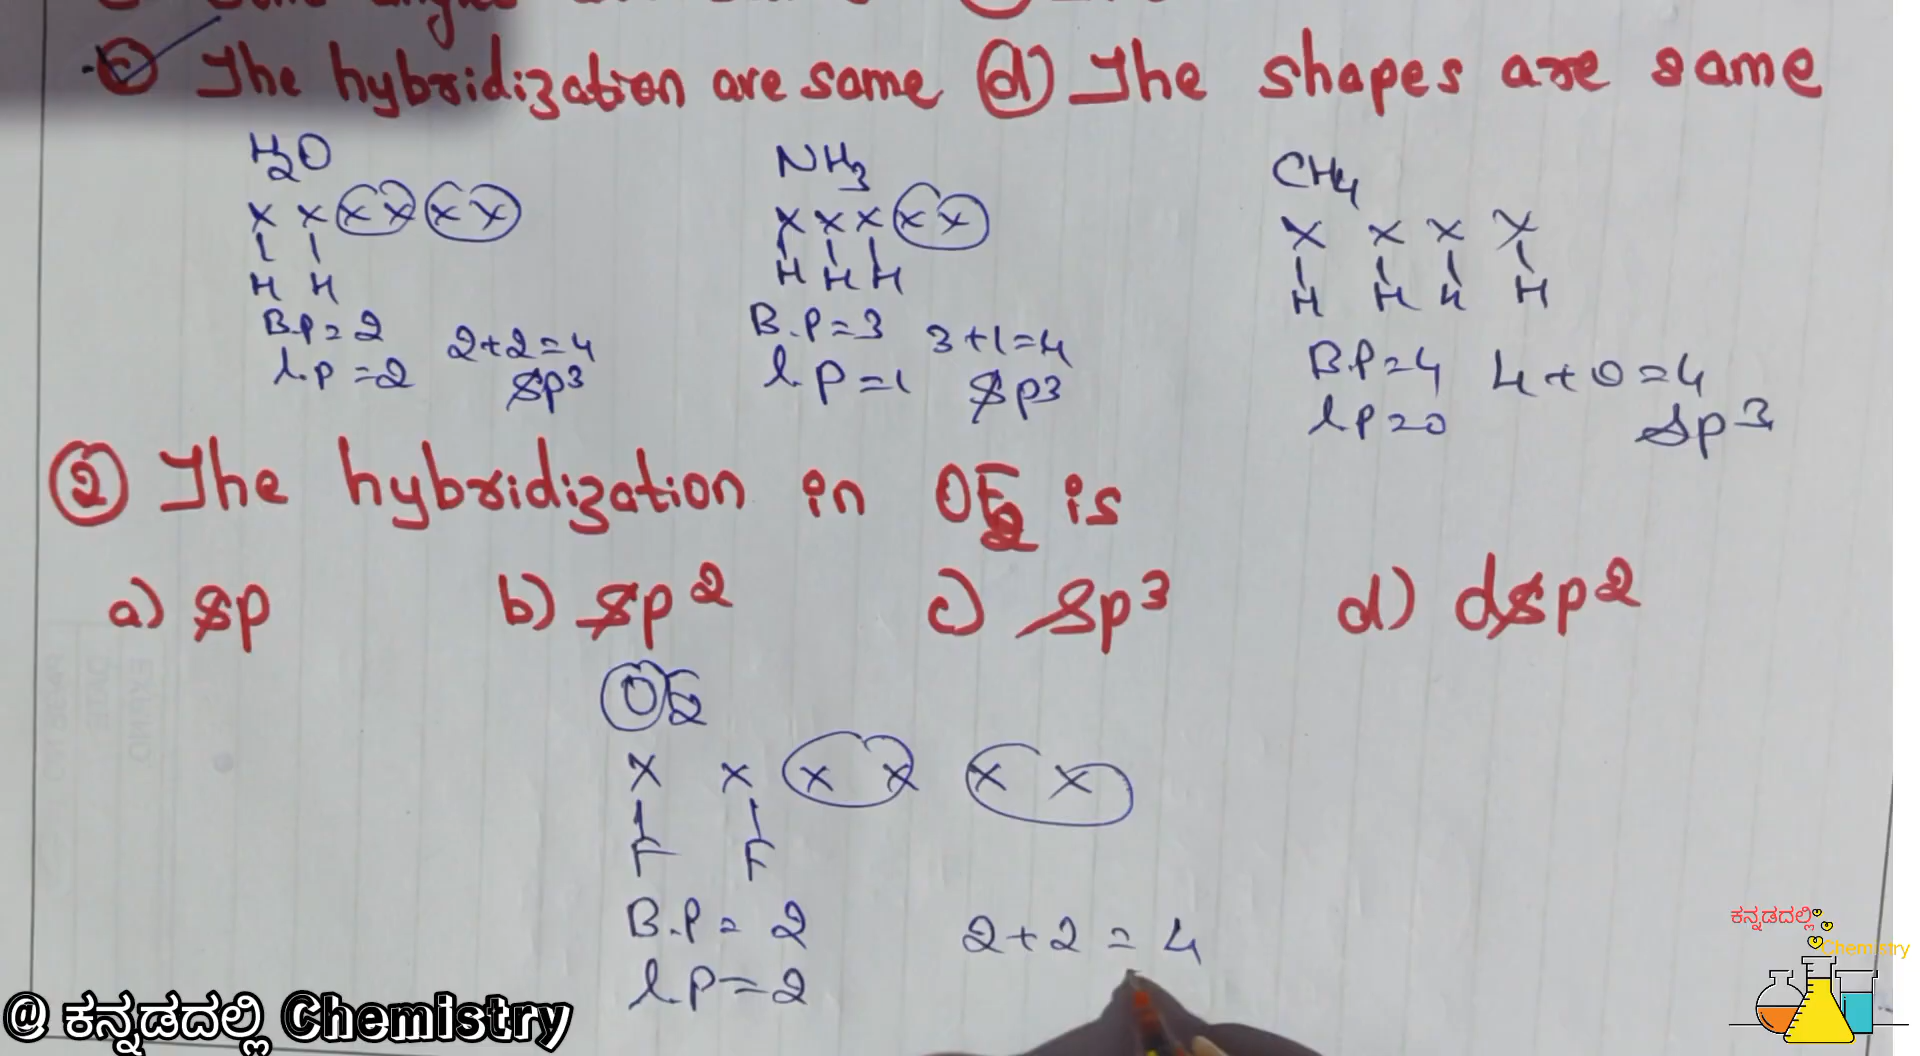 The hybridization are same (d) The shapes are same
H2O
X X X X X X
H H
B.P=2
l.p=2
2+2=4
sp3
NH3
X X X X X
H H H
B.P=3
l.p=1
3+1=4
sp3
CH4
X X X X
H H H H
B.P=4
l.p=0
4+0=4
sp3
(2) The hybridization in OF2 is
a) sp b) sp2 c) sp3 d) dsp2
OF2
X X X X X X
F F
B.P=2
l.P=2
2+2=4
ಕನ್ನಡದಲ್ಲಿ
Chemistry
@ ಕನ್ನಡದಲ್ಲಿ Chemistry